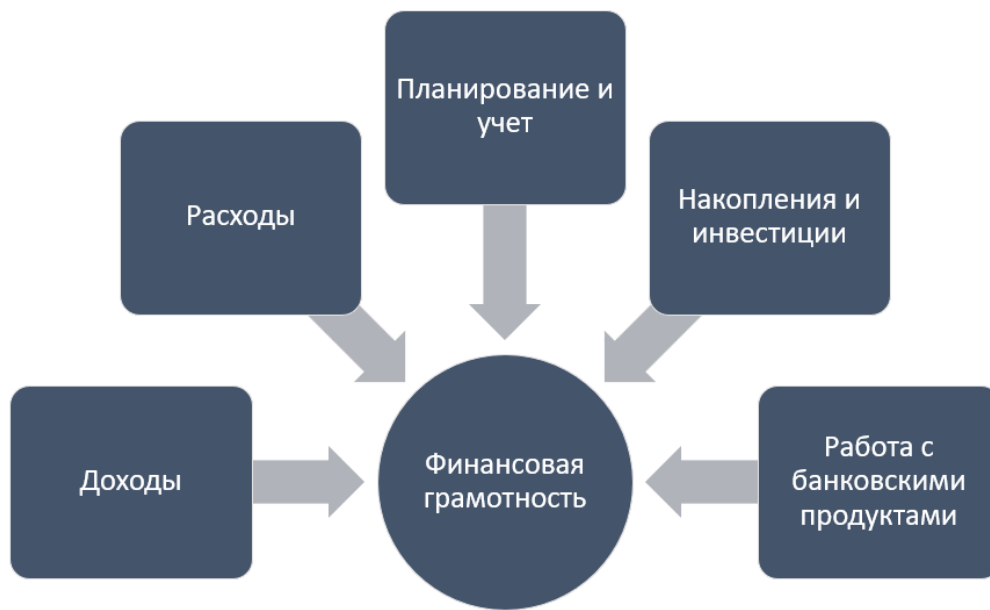 Планирование и
учет
Расходы
Накопления и
инвестиции
Доходы
Финансовая
грамотность
Работа с
банковскими
продуктами